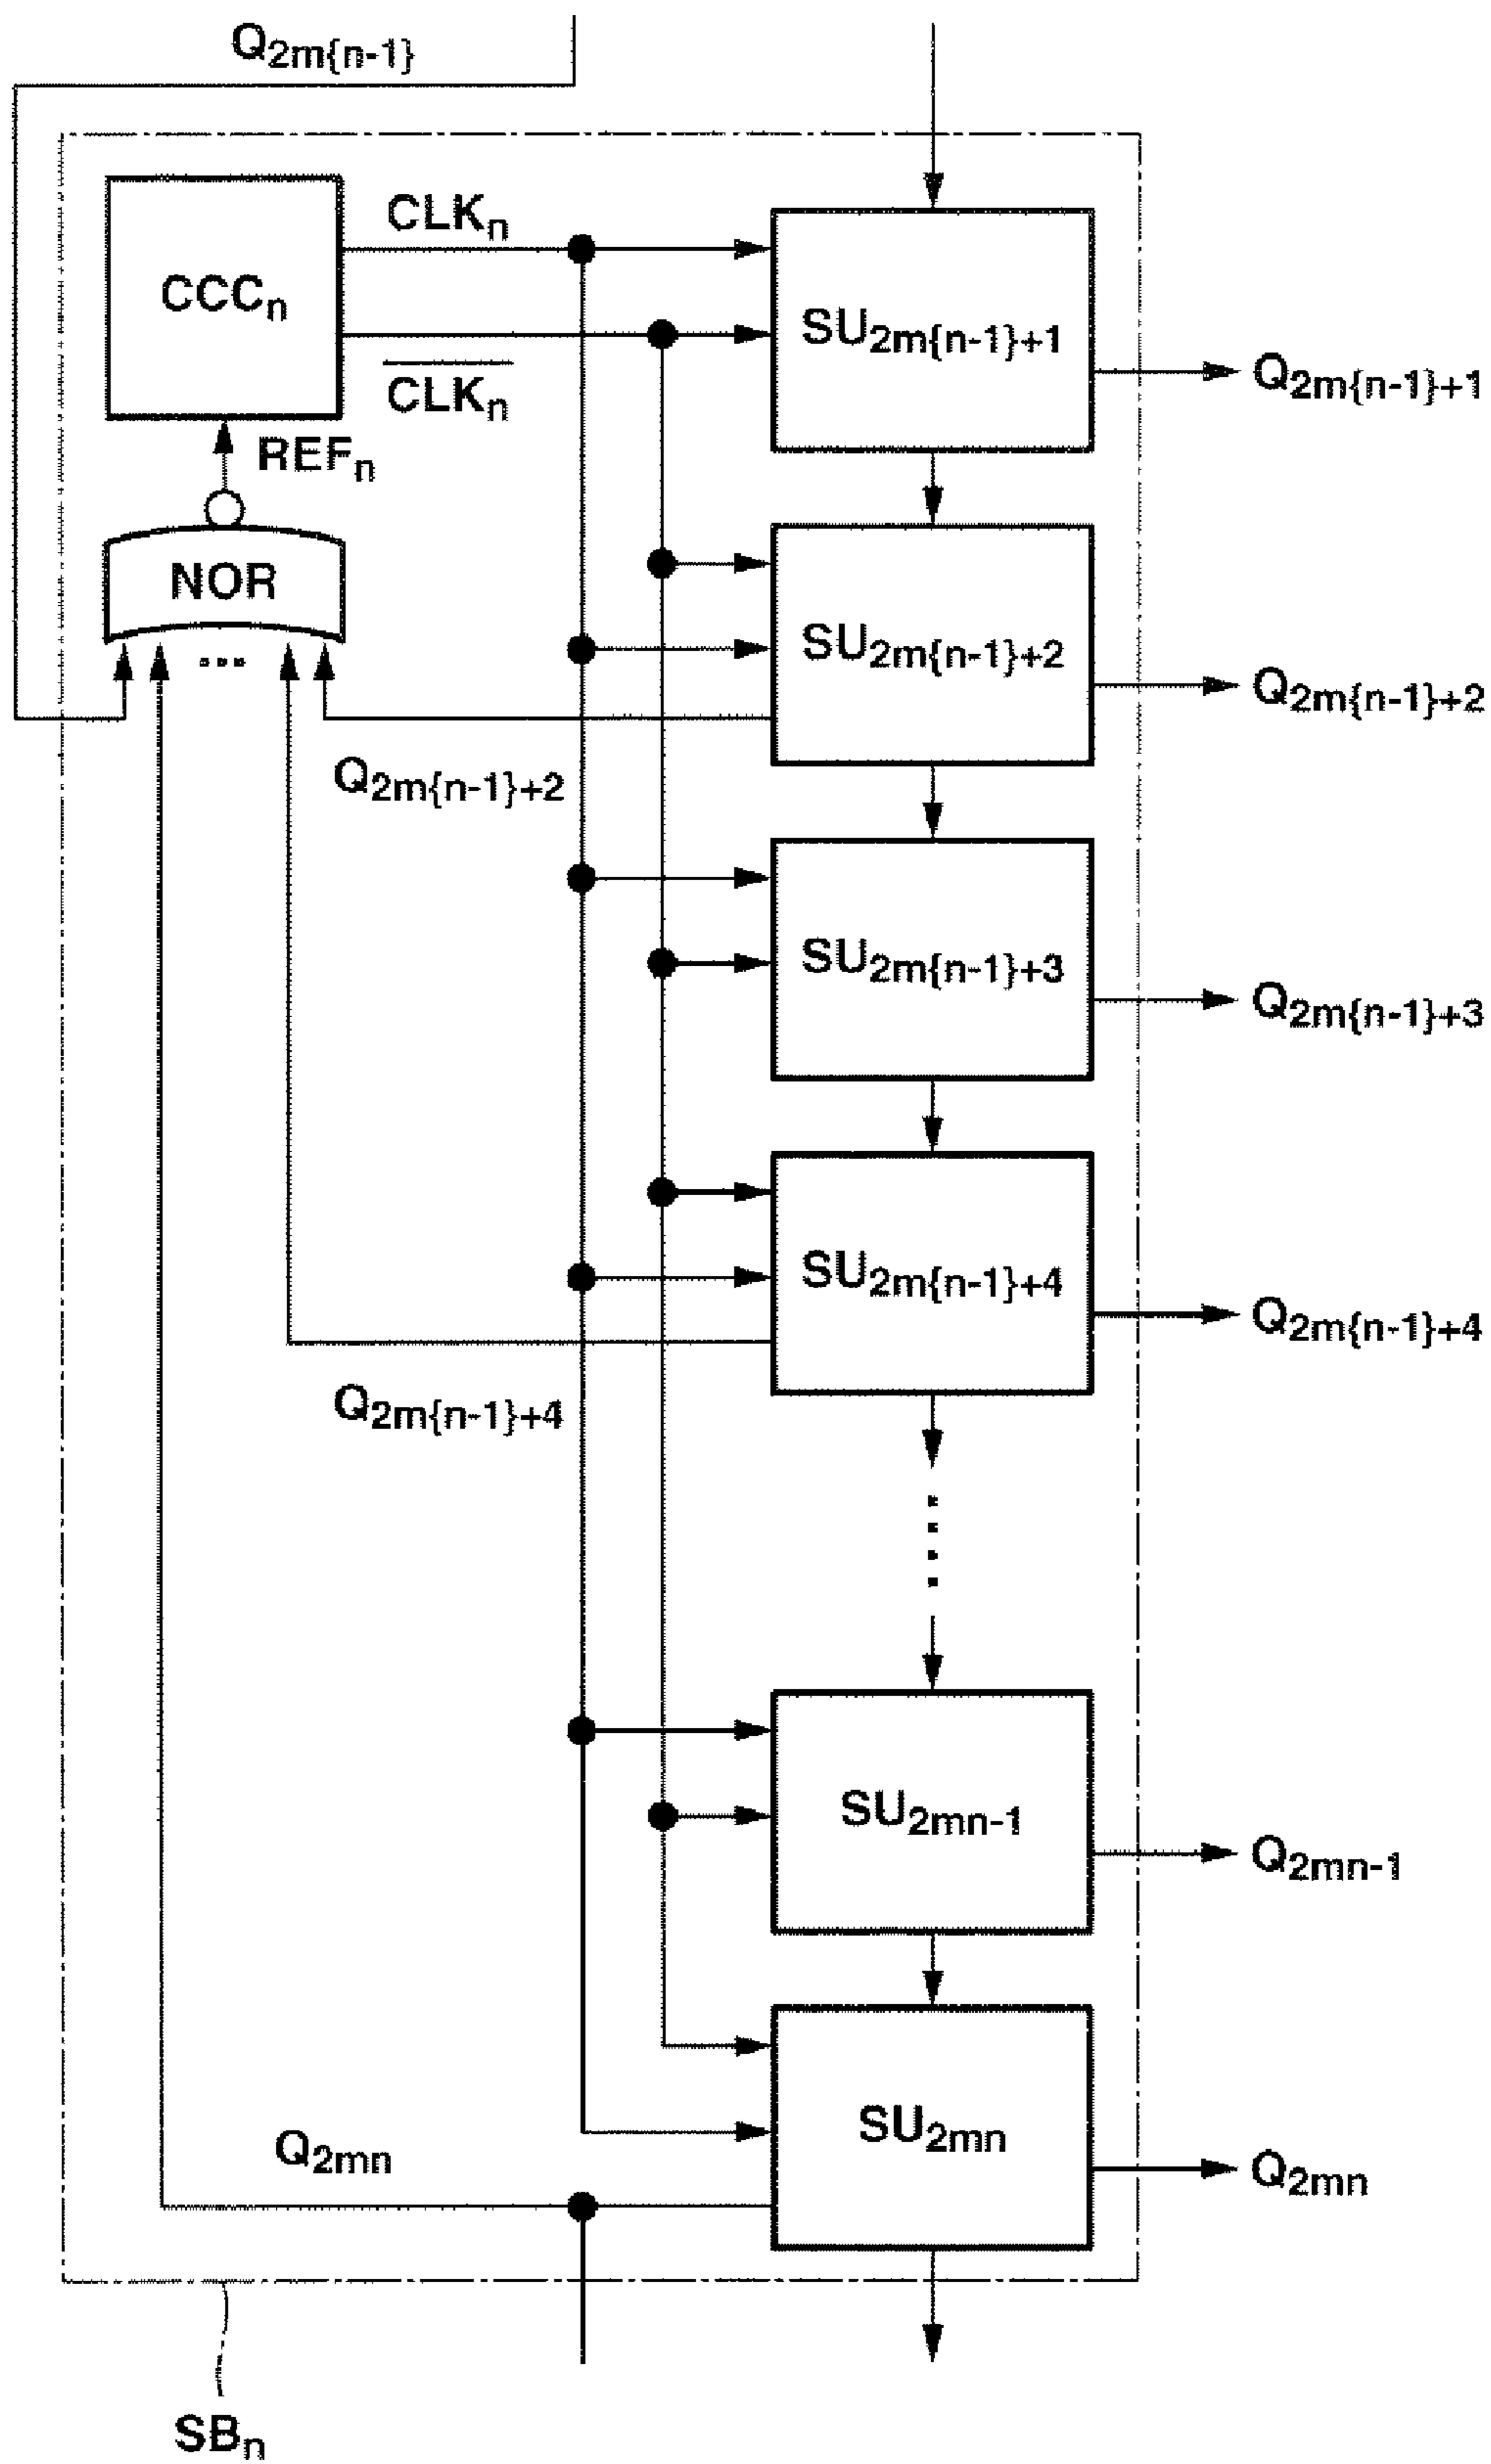 Q2m{n-1}
CLKn
CCCn
SU2m{n-1}+1
CLKn
Q2m{n-1}+1
REFn
NOR
SU2m{n-1}+2
...
Q2m{n-1}+2
Q2m{n-1}+2
SU2m{n-1}+3
Q2m{n-1}+3
SU2m{n-1}+4
Q2m{n-1}+4
Q2m{n-1}+4
SU2mn-1
Q2mn-1
SU2mn
Q2mn
Q2mn
SBn